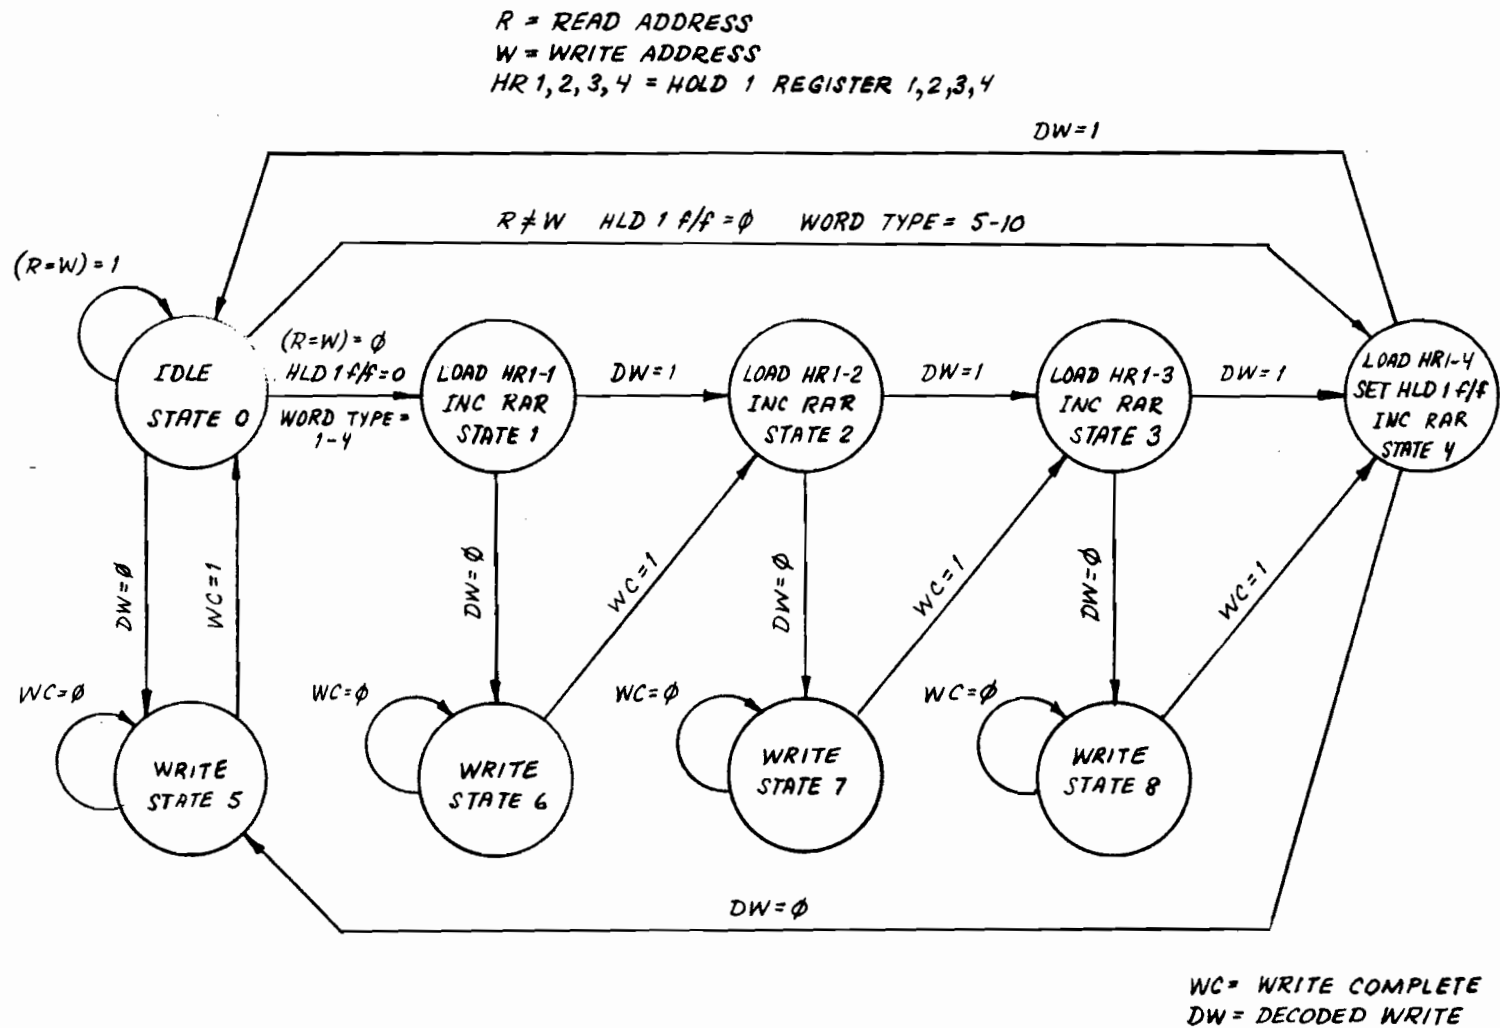 R = READ ADDRESS
W = WRITE ADDRESS
HR 1, 2, 3, 4 = HOLD 1 REGISTER 1, 2, 3, 4
DW=1
R ≠ W HLD 1 f/f = ϕ WORD TYPE = 5-10
(R=W) = 1
(R=W) = ϕ
HLD 1 f/f=0
WORD TYPE =
1-4
IDLE
STATE 0
LOAD HR1-1
INC RAR
STATE 1
DW=1
LOAD HR1-2
INC RAR
STATE 2
DW=1
LOAD HR1-3
INC RAR
STATE 3
DW=1
LOAD HR1-4
SET HLD 1 f/f
INC RAR
STATE 4
DW=ϕ
WC=1
DW=ϕ
WC=1
DW=ϕ
WC=1
DW=ϕ
WC=1
WC=ϕ
WC=ϕ
WC=ϕ
WC=ϕ
WRITE
STATE 5
WRITE
STATE 6
WRITE
STATE 7
WRITE
STATE 8
DW=ϕ
WC= WRITE COMPLETE
DW= DECODED WRITE